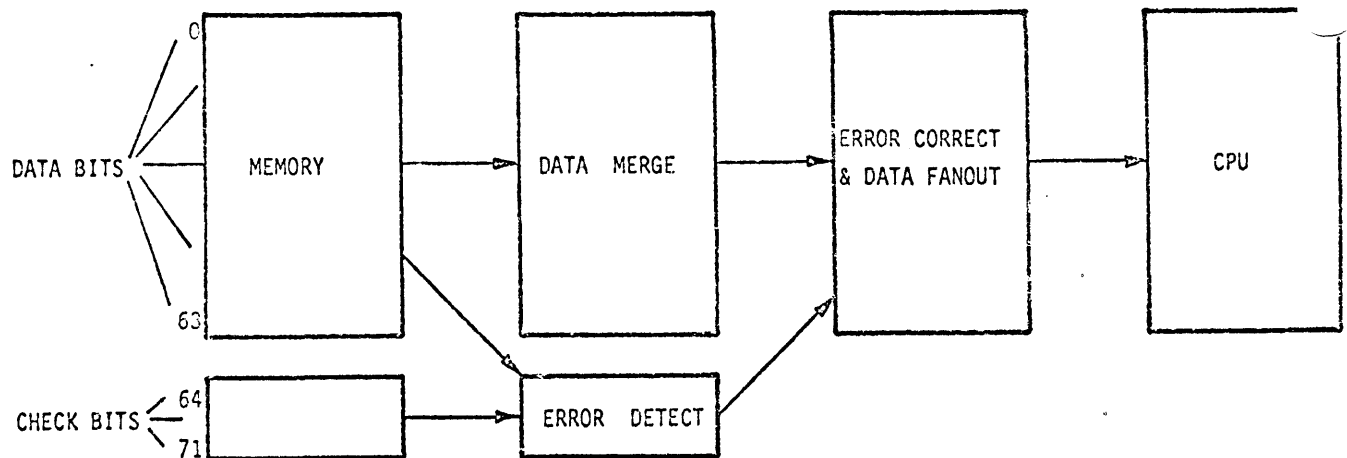 0
DATA BITS
MEMORY
DATA MERGE
ERROR CORRECT
& DATA FANOUT
CPU
63
64
CHECK BITS
ERROR DETECT
71